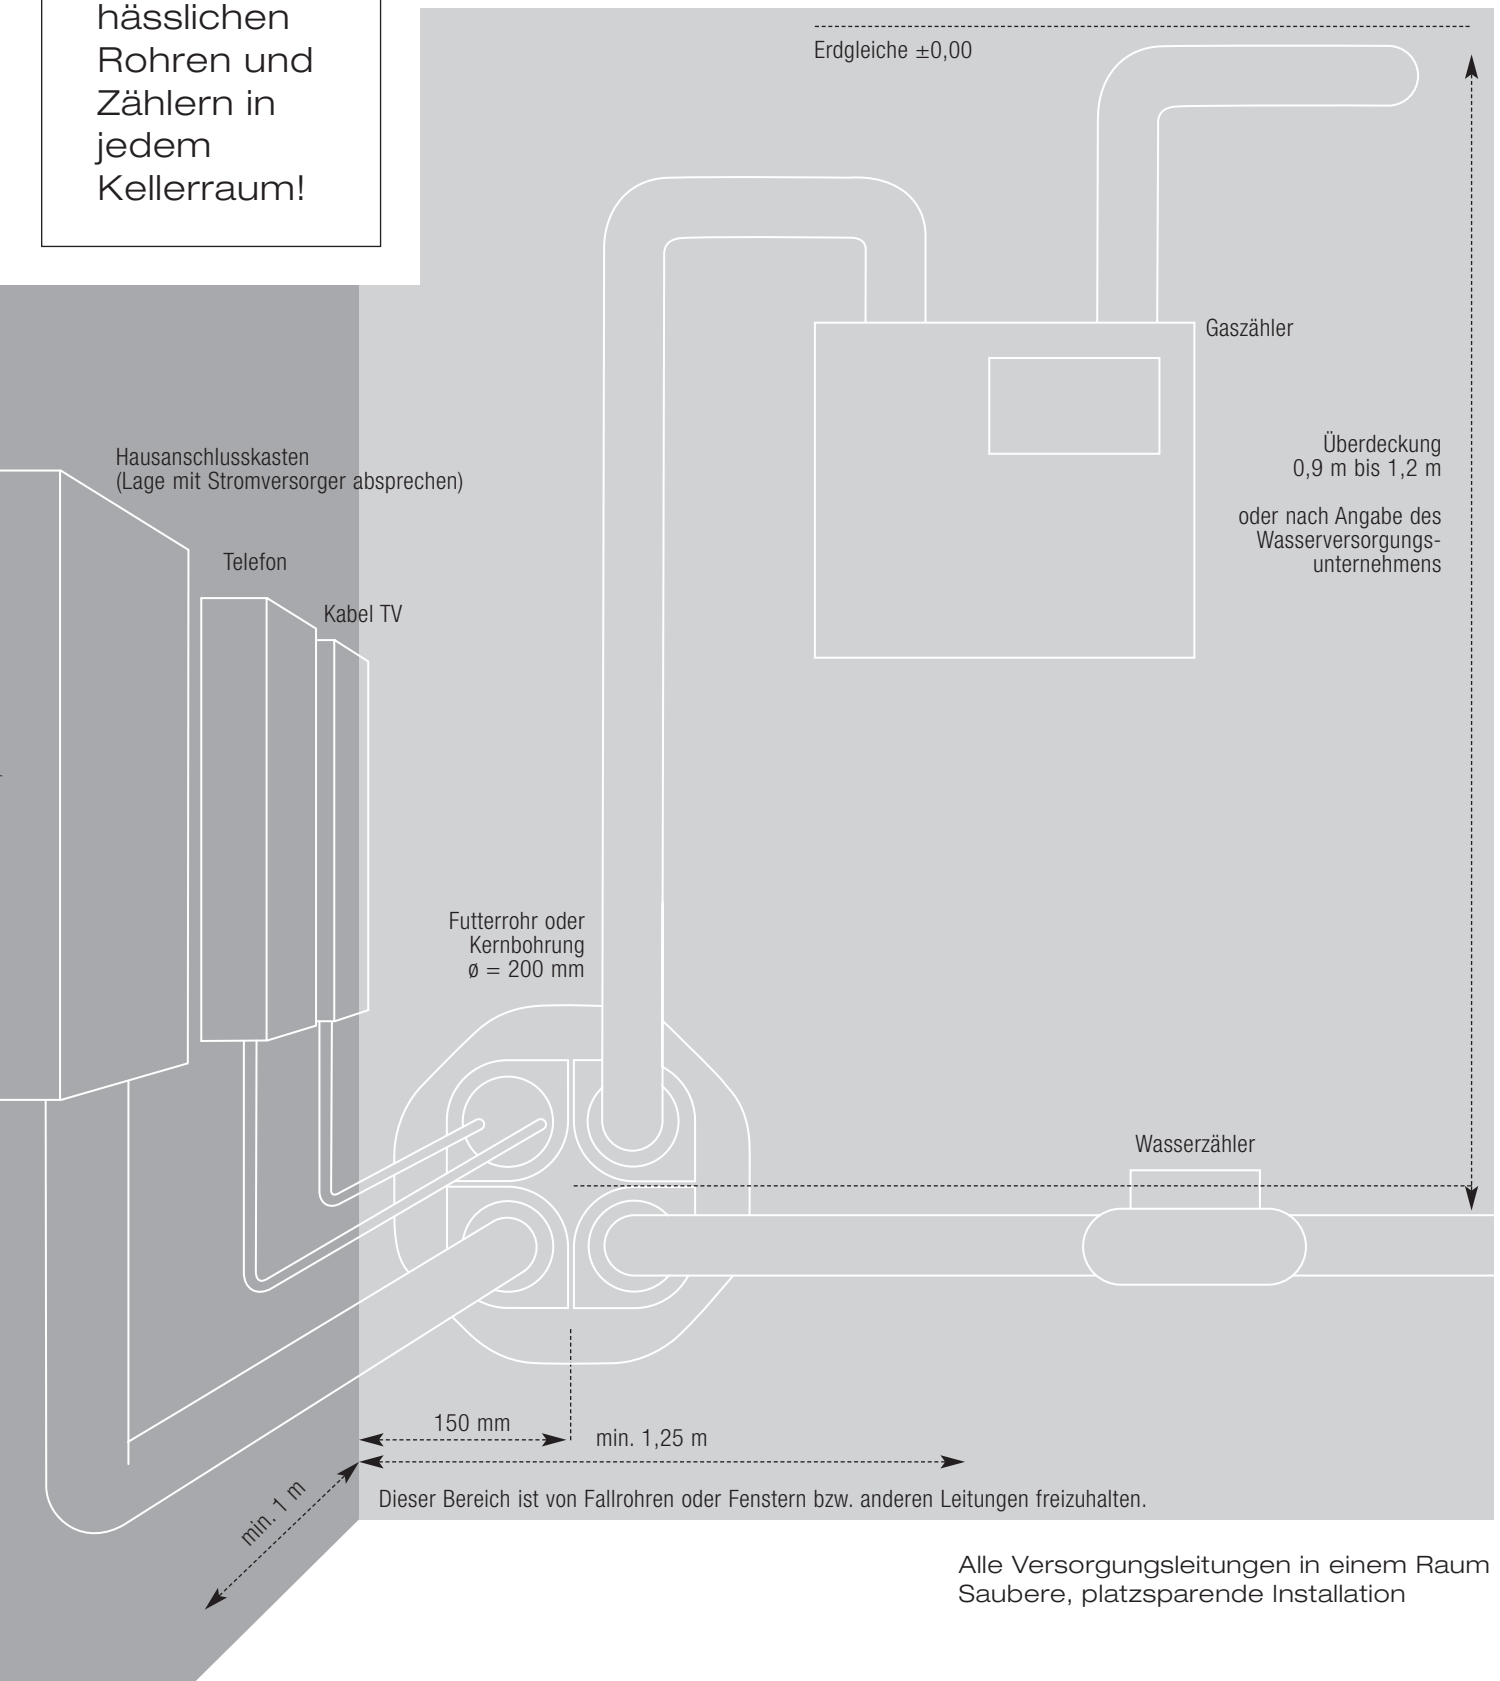 hässlichen
Rohren und
Zählern in
jedem
Kellerraum!
Erdgleiche ±0,00
Gaszähler
Überdeckung
0,9 m bis 1,2 m
oder nach Angabe des
Wasserversorgungs-
unternehmens
Hausanschlusskasten
(Lage mit Stromversorger absprechen)
Telefon
Kabel TV
Futterrohr oder
Kernbohrung
ø = 200 mm
Wasserzähler
150 mm
min. 1,25 m
min. 1 m
Dieser Bereich ist von Fallrohren oder Fenstern bzw. anderen Leitungen freizuhalten.
Alle Versorgungsleitungen in einem Raum
Saubere, platzsparende Installation